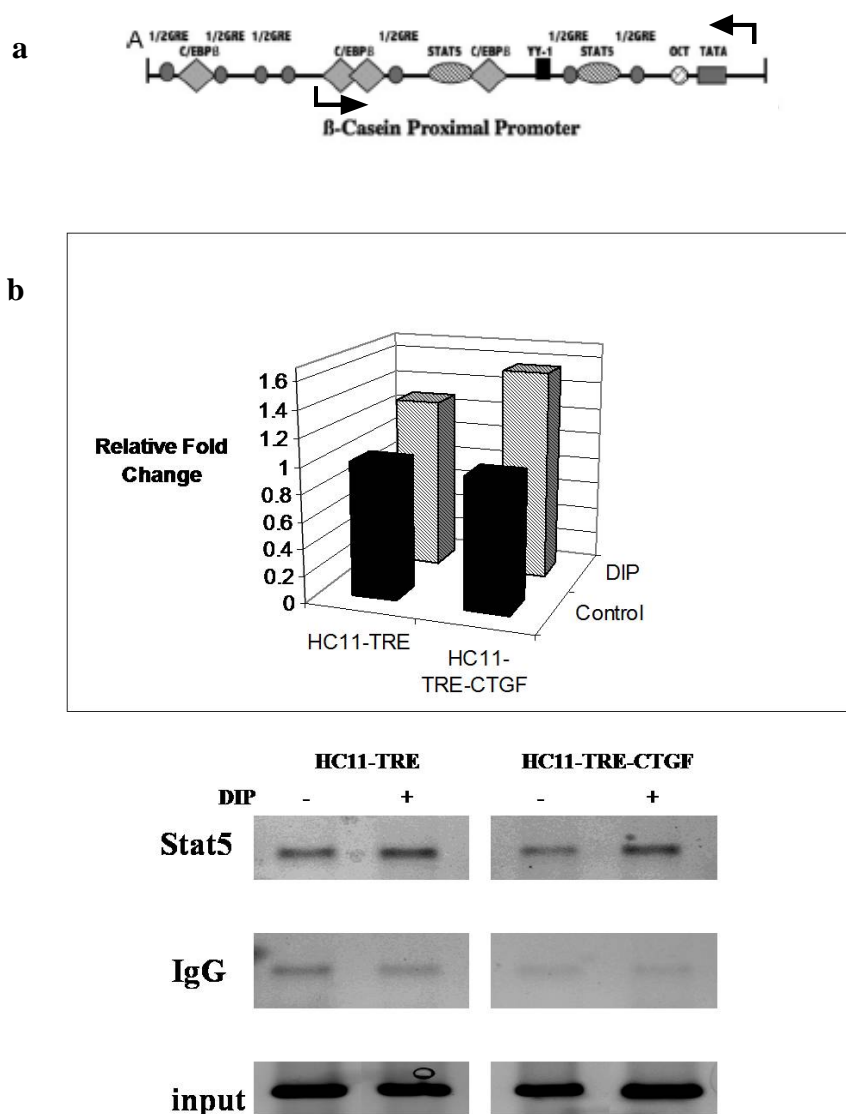 a
A 1/2GRE 1/2GRE 1/2GRE 1/2GRE 1/2GRE 1/2GRE
C/EBPß C/EBPß STAT5 C/EBPß YY-1 STAT5 OCT TATA
ß-Casein Proximal Promoter
b
Relative Fold
Change
1.6
1.4
1.2
1
0.8
0.6
0.4
0.2
0
DIP
Control
HC11-TRE
HC11-
TRE-CTGF
HC11-TRE HC11-TRE-CTGF
DIP - + - +
Stat5
IgG
input